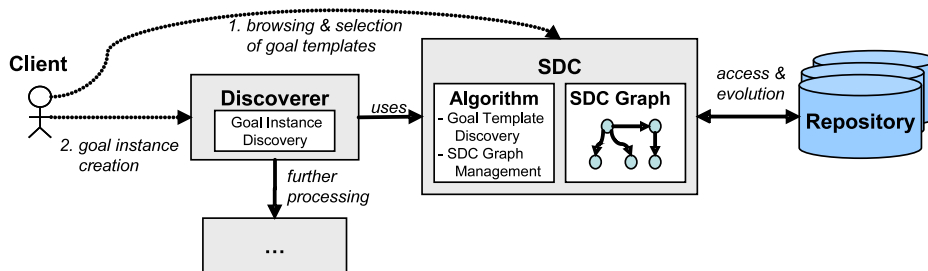 1. browsing & selection
of goal templates
Client
SDC
access &
evolution
Discoverer
Goal Instance
Discovery
uses
Algorithm
- Goal Template
Discovery
- SDC Graph
Management
SDC Graph
Repository
2. goal instance
creation
further
processing
...